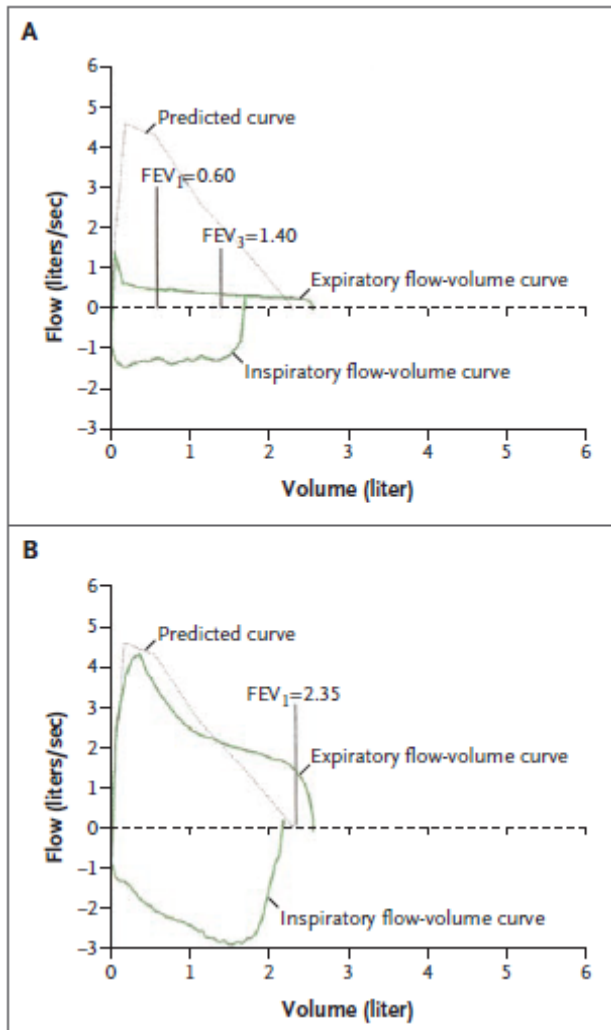 A
6
5
Predicted curve
4
FEV1=0.60
3
2
FEV3=1.40
1
Expiratory flow-volume curve
0
-1
Inspiratory flow-volume curve
-2
-3
Flow (liters/sec)
0 1 2 3 4 5 6
Volume (liter)
B
6
5
Predicted curve
4
FEV1=2.35
3
2
Expiratory flow-volume curve
1
0
-1
-2
Inspiratory flow-volume curve
-3
Flow (liters/sec)
0 1 2 3 4 5 6
Volume (liter)